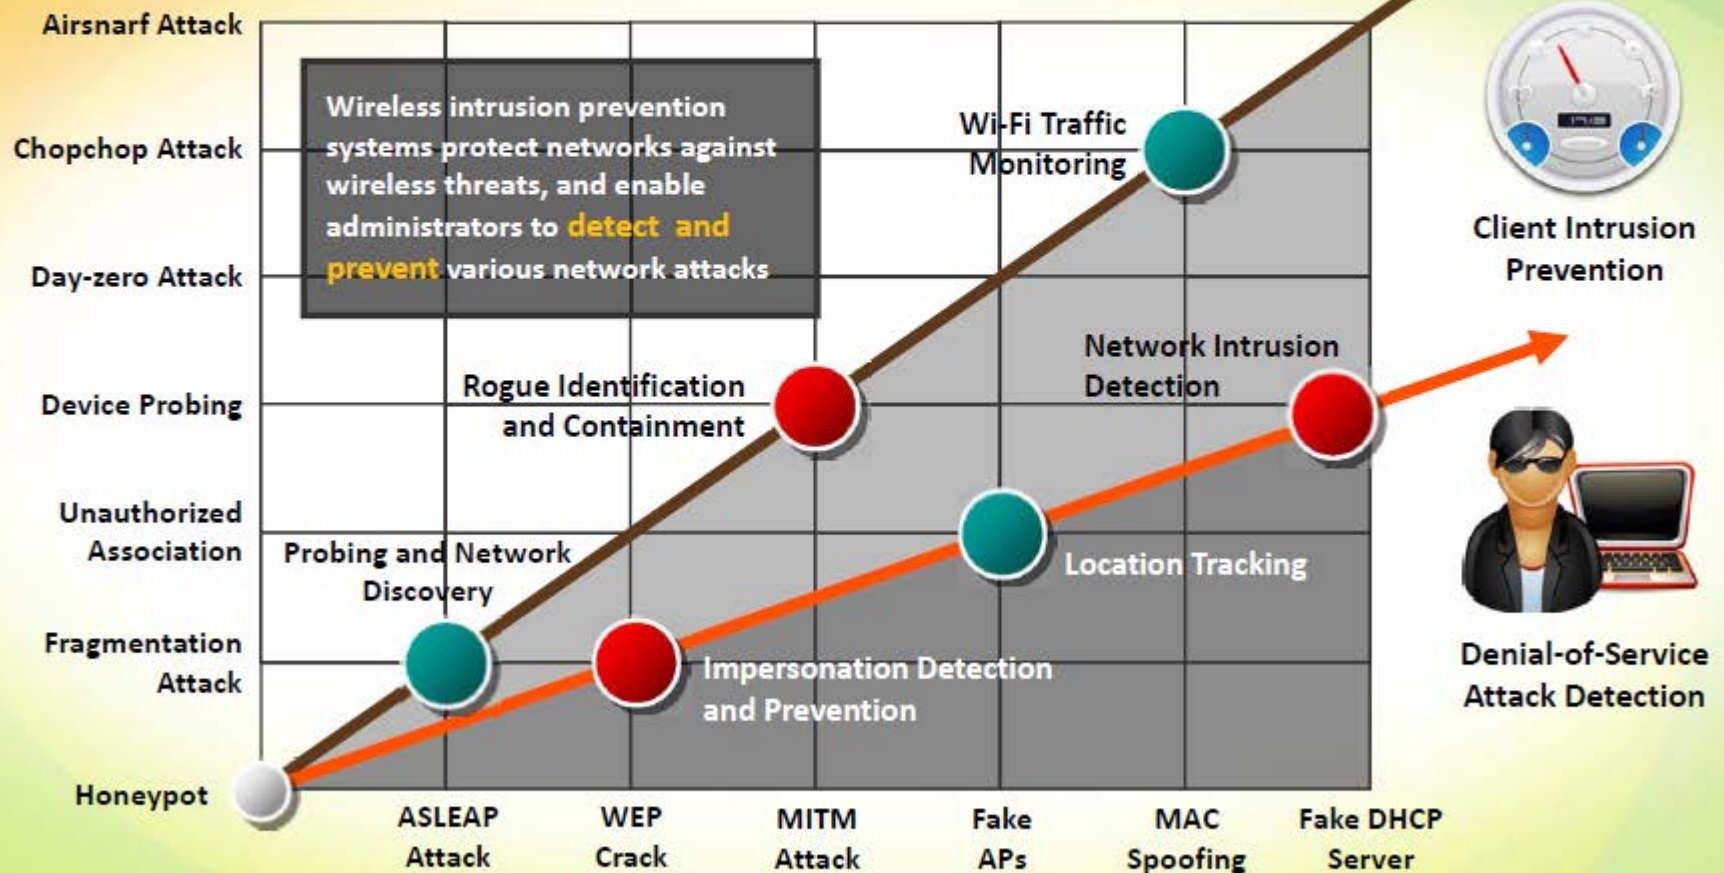 Airsnarf Attack
Chopchop Attack
Day-zero Attack
Device Probing
Unauthorized
Association
Fragmentation
Attack
Honeypot
Wireless intrusion prevention
systems protect networks against
wireless threats, and enable
administrators to detect and
prevent various network attacks
Wi-Fi Traffic
Monitoring
Rogue Identification
and Containment
Network Intrusion
Detection
Probing and Network
Discovery
Location Tracking
Impersonation Detection
and Prevention
ASLEAP
Attack
WEP
Crack
MITM
Attack
Fake
APs
MAC
Spoofing
Fake DHCP
Server
Client Intrusion
Prevention
Denial-of-Service
Attack Detection